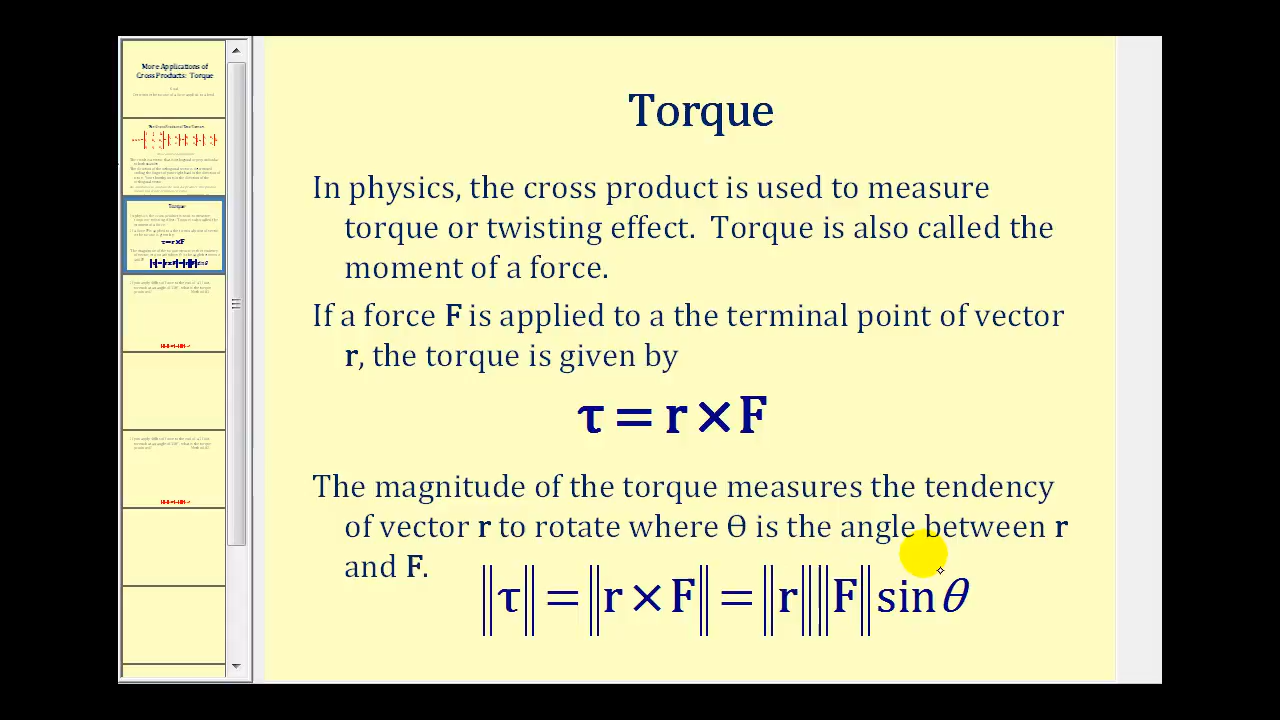 More Applications of
Cross Products: Torque
Torque
τ = r × F
Torque
In physics, the cross product is used to measure
torque or twisting effect. Torque is also called the
moment of a force.
If a force F is applied to a the terminal point of vector
r, the torque is given by
τ = r × F
The magnitude of the torque measures the tendency
of vector r to rotate where Θ is the angle between r
and F.
‖τ‖ = ‖r × F‖ = ‖r‖‖F‖ sin θ